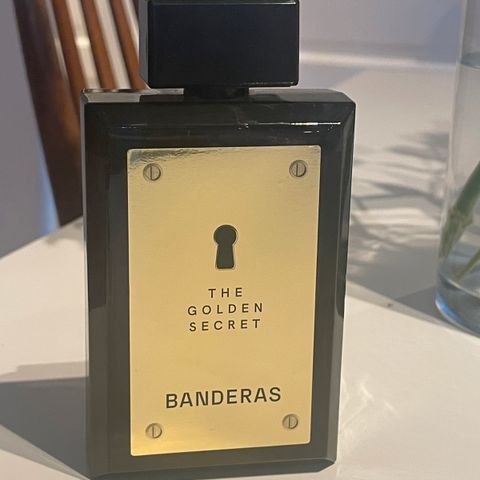 THE
GOLDEN
SECRET
BANDERAS